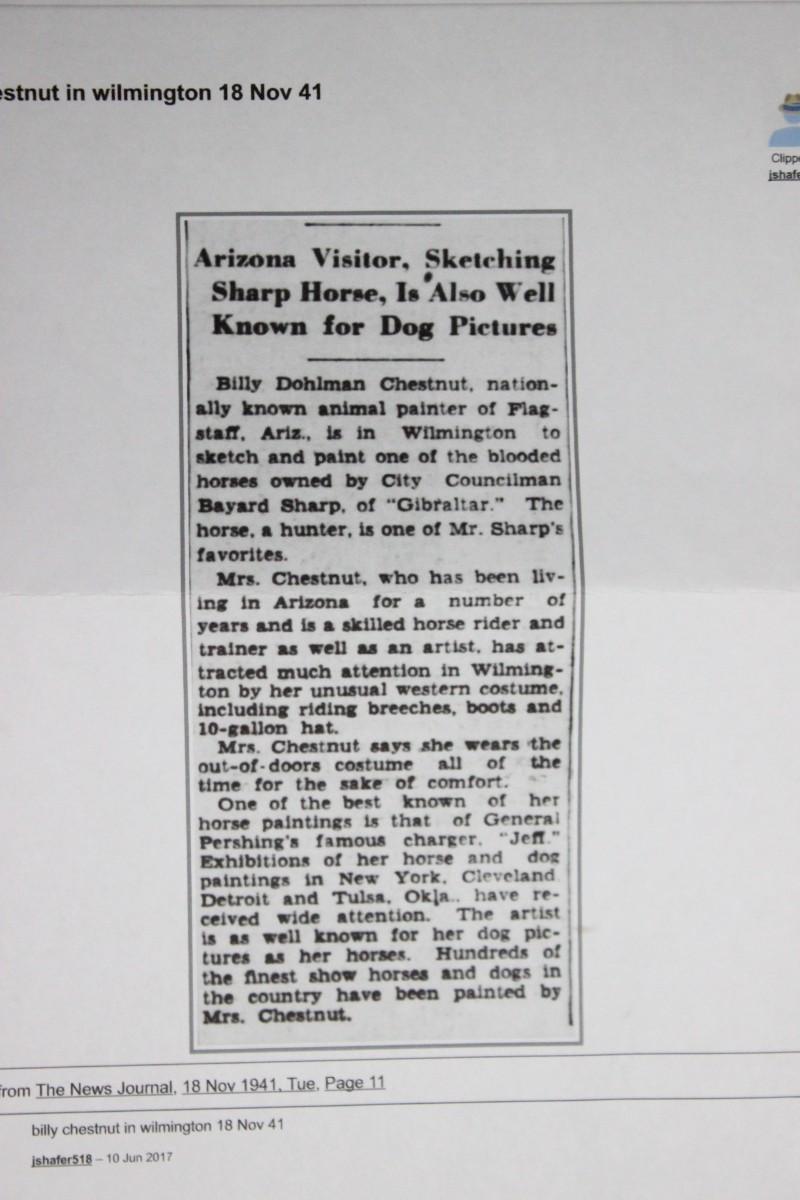 estnut in wilmington 18 Nov 41
Clippe
jshafe
Arizona Visitor, Sketching
Sharp Horse, Is Also Well
Known for Dog Pictures
Billy Dohlman Chestnut, nation-
ally known animal painter of Flag-
staff, Ariz., is in Wilmington to
sketch and paint one of the blooded
horses owned by City Councilman
Bayard Sharp, of "Gibraltar." The
horse, a hunter, is one of Mr. Sharp's
favorites.
Mrs. Chestnut, who has been liv-
ing in Arizona for a number of
years and is a skilled horse rider and
trainer as well as an artist, has at-
tracted much attention in Wilming-
ton by her unusual western costume,
including riding breeches, boots and
10-gallon hat.
Mrs. Chestnut says she wears the
out-of-doors costume all of the
time for the sake of comfort.
One of the best known of her
horse paintings is that of General
Pershing's famous charger, "Jeff."
Exhibitions of her horse and dog
paintings in New York, Cleveland
Detroit and Tulsa, Okla., have re-
ceived wide attention. The artist
is as well known for her dog pic-
tures as her horses. Hundreds of
the finest show horses and dogs in
the country have been painted by
Mrs. Chestnut.
from The News Journal, 18 Nov 1941, Tue, Page 11
billy chestnut in wilmington 18 Nov 41
jshafer518 – 10 Jun 2017